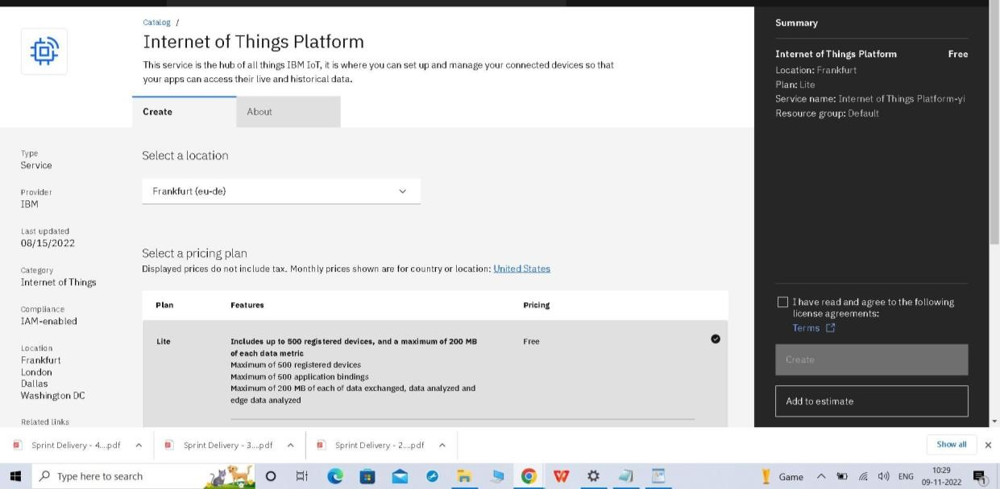 Catalog /
Internet of Things Platform
This service is the hub of all things IBM IoT, it is where you can set up and manage your connected devices so that
your apps can access their live and historical data.
Create
About
Type
Service
Provider
IBM
Last updated
08/15/2022
Category
Internet of Things
Compliance
IAM-enabled
Location
Frankfurt
London
Dallas
Washington DC
Related links
Select a location
Frankfurt (eu-de)
Select a pricing plan
Displayed prices do not include tax. Monthly prices shown are for country or location: United States
Plan Features Pricing
Lite Includes up to 500 registered devices, and a maximum of 200 MB Free
of each data metric
Maximum of 500 registered devices
Maximum of 500 application bindings
Maximum of 200 MB of each of data exchanged, data analyzed and
edge data analyzed
Summary
Internet of Things Platform Free
Location: Frankfurt
Plan: Lite
Service name: Internet of Things Platform-yi
Resource group: Default
I have read and agree to the following
license agreements:
Terms
Create
Add to estimate
Sprint Delivery - 4....pdf
Sprint Delivery - 3....pdf
Sprint Delivery - 2....pdf
Show all
Type here to search
Game
ENG
10:29
09-11-2022
1